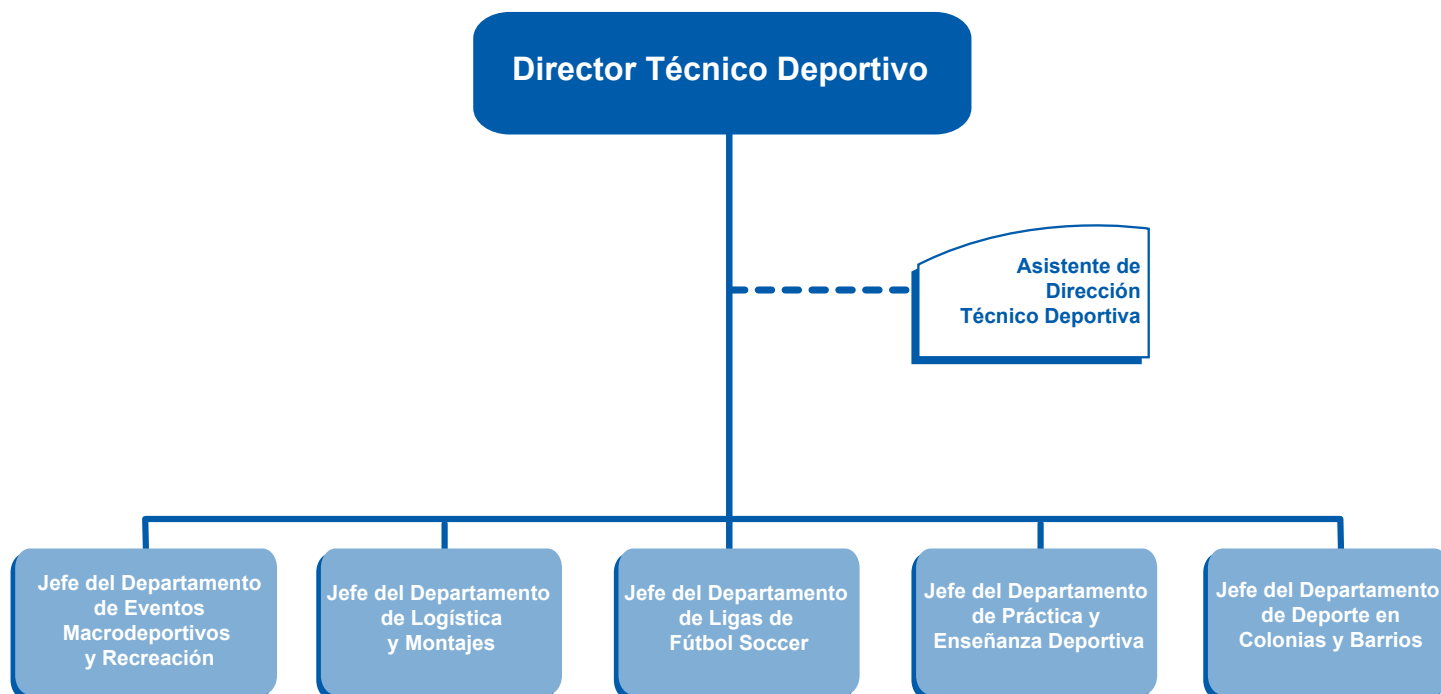 Director Técnico Deportivo
Asistente de
Dirección
Técnico Deportiva
Jefe del Departamento
de Eventos
Macrodeportivos
y Recreación
Jefe del Departamento
de Logística
y Montajes
Jefe del Departamento
de Ligas de
Fútbol Soccer
Jefe del Departamento
de Práctica y
Enseñanza Deportiva
Jefe del Departamento
de Deporte en
Colonias y Barrios